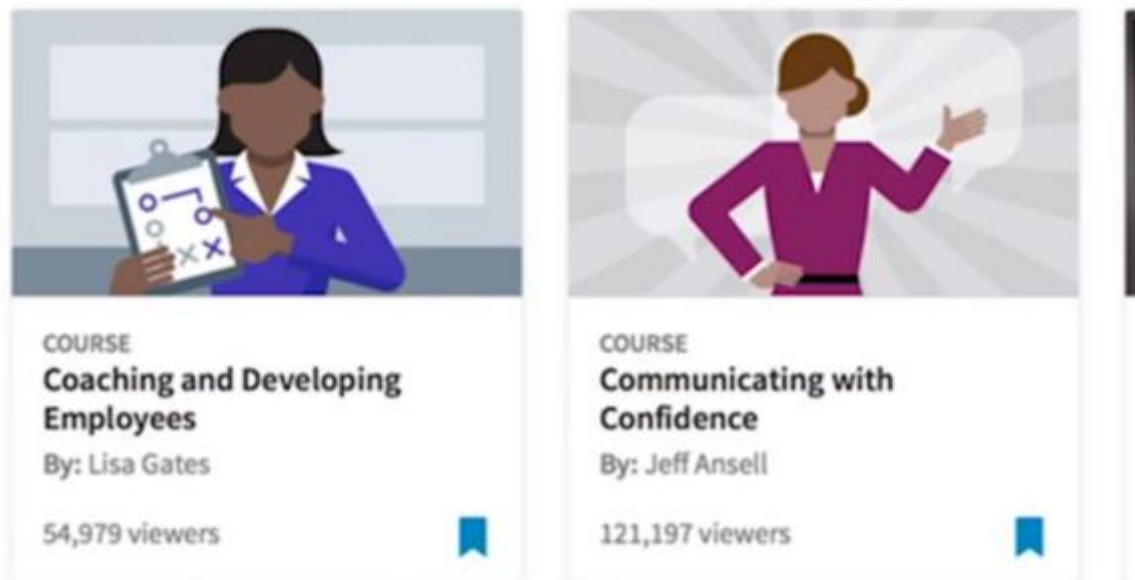 COURSE
Coaching and Developing
Employees
By: Lisa Gates
54,979 viewers
COURSE
Communicating with
Confidence
By: Jeff Ansell
121,197 viewers